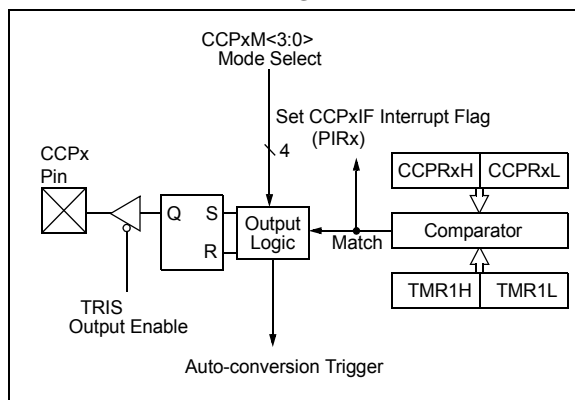 CCPxM<3:0>
Mode Select
Set CCPxIF Interrupt Flag
(PIRx)
4
CCPx
Pin
CCPRxH CCPRxL
Q S
R
Output
Logic
Match
Comparator
TMR1H TMR1L
TRIS
Output Enable
Auto-conversion Trigger